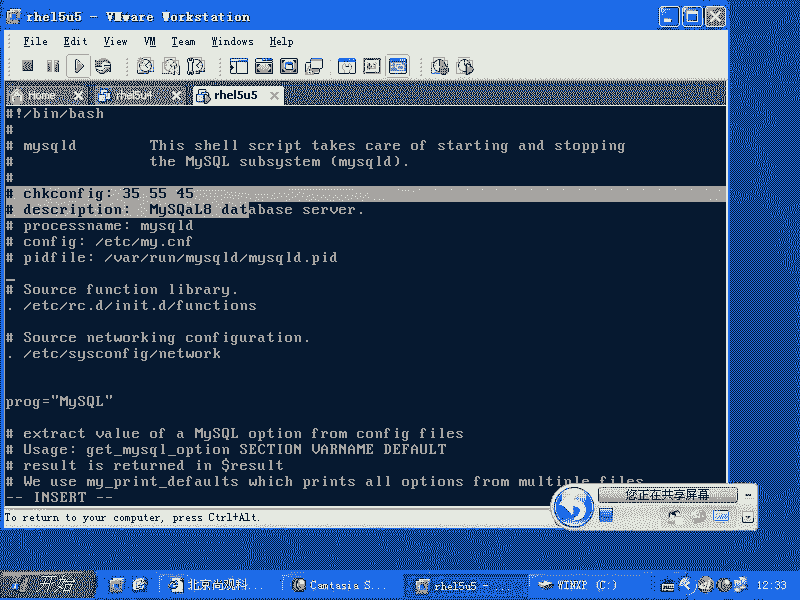 rhel5u5 - VMware Workstation
File Edit View VM Team Windows Help
Home rhel5u4 rhel5u5
#!/bin/bash
#
# mysqld This shell script takes care of starting and stopping
# the MySQL subsystem (mysqld).
#
# chkconfig: 35 55 45
# description: MySQaL8 database server.
# processname: mysqld
# config: /etc/my.cnf
# pidfile: /var/run/mysqld/mysqld.pid
# Source function library.
. /etc/rc.d/init.d/functions
# Source networking configuration.
. /etc/sysconfig/network
prog="MySQL"
# extract value of a MySQL option from config files
# Usage: get_mysql_option SECTION VARNAME DEFAULT
# result is returned in $result
# We use my_print_defaults which prints all options from multiple files
-- INSERT --
您正在共享屏幕
To return to your computer, press Ctrl+Alt.
开始 北京尚观科... Camtasia S... rhel5u5 - WINXP (C:) 12:33